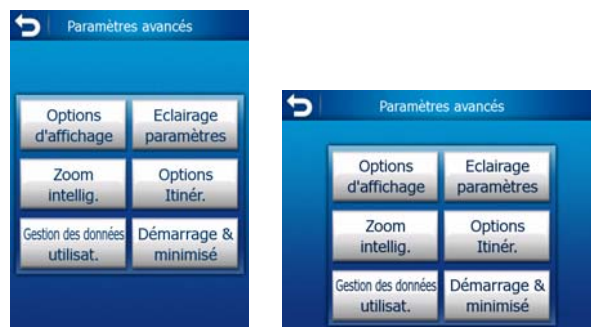 Paramètres avancés
Options
d'affichage
Eclairage
paramètres
Zoom
intellig.
Options
Itinér.
Gestion des données
utilisat.
Démarrage &
minimisé
Paramètres avancés
Options
d'affichage
Eclairage
paramètres
Zoom
intellig.
Options
Itinér.
Gestion des données
utilisat.
Démarrage &
minimisé